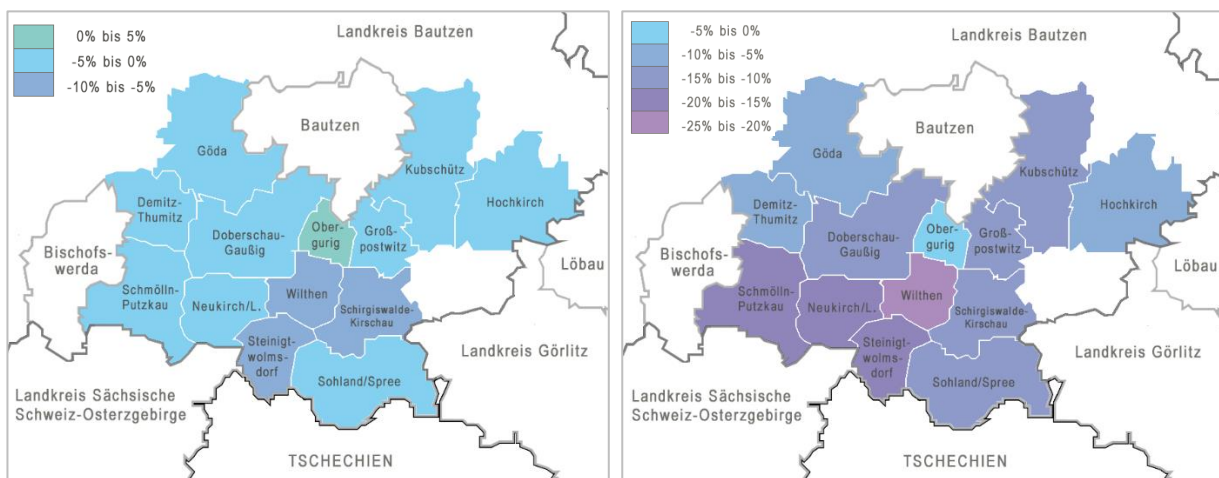 0% bis 5%
-5% bis 0%
-10% bis -5%
Landkreis Bautzen
Bautzen
Göda
Kubschütz
Hochkirch
Demitz-
Thumitz
Doberschau-
Gaußig
Ober-
gurig
Groß-
postwitz
Bischofs-
werda
Löbau
Schmölln-
Putzkau
Neukirch/L.
Wilthen
Schirgiswalde-
Kirschau
Steinigt-
wolms-
dorf
Sohland/Spree
Landkreis Görlitz
Landkreis Sächsische
Schweiz-Osterzgebirge
TSCHECHIEN
-5% bis 0%
-10% bis -5%
-15% bis -10%
-20% bis -15%
-25% bis -20%
Landkreis Bautzen
Bautzen
Göda
Kubschütz
Hochkirch
Demitz-
Thumitz
Doberschau-
Gaußig
Ober-
gurig
Groß-
postwitz
Bischofs-
werda
Löbau
Schmölln-
Putzkau
Neukirch/L.
Wilthen
Schirgiswalde-
Kirschau
Steinigt-
wolms-
dorf
Sohland/Spree
Landkreis Görlitz
Landkreis Sächsische
Schweiz-Osterzgebirge
TSCHECHIEN